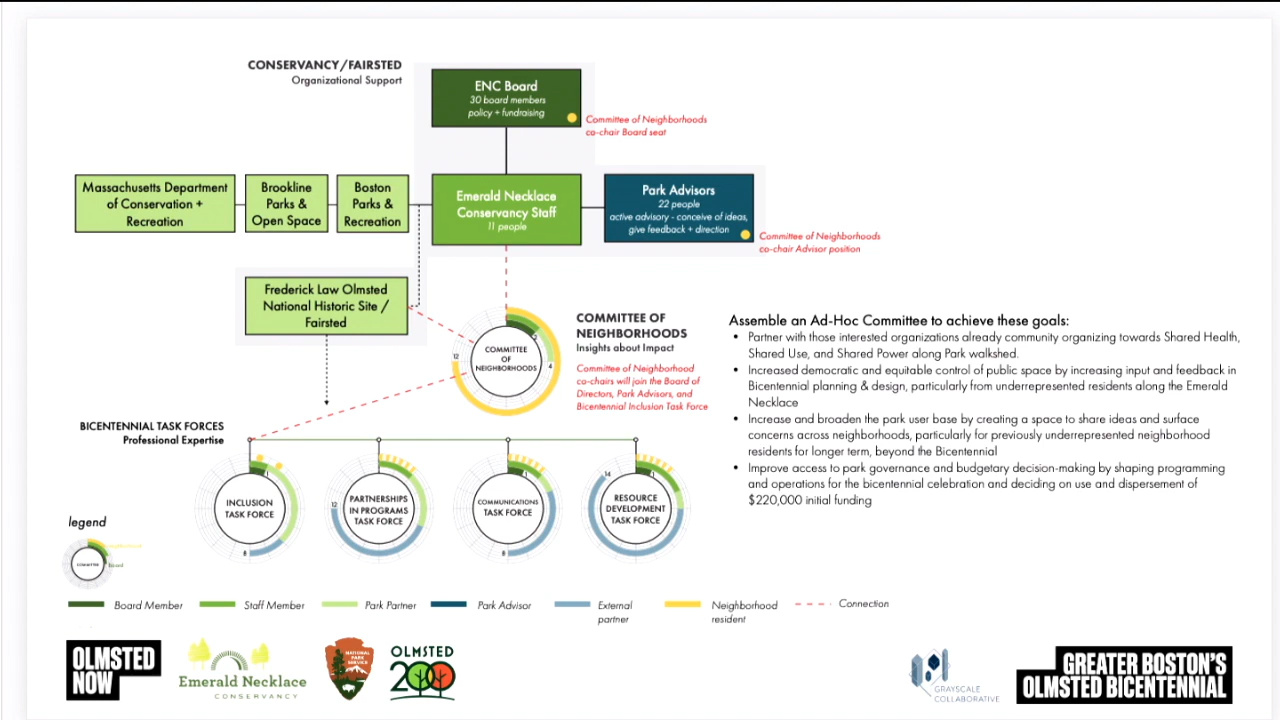 CONSERVANCY/FAIRSTED
Organizational Support
ENC Board
30 board members
policy + fundraising
Committee of Neighborhoods
co-chair Board seat
Massachusetts Department
of Conservation +
Recreation
Brookline
Parks &
Open Space
Boston
Parks &
Recreation
Emerald Necklace
Conservancy Staff
11 people
Park Advisors
22 people
active advisory - conceive of ideas,
give feedback + direction
Committee of Neighborhoods
co-chair Advisor position
Frederick Law Olmsted
National Historic Site /
Fairsted
COMMITTEE
OF
NEIGHBORHOODS
12
4
COMMITTEE OF
NEIGHBORHOODS
Insights about Impact
Committee of Neighborhood
co-chairs will join the Board of
Directors, Park Advisors, and
Bicentennial Inclusion Task Force
Assemble an Ad-Hoc Committee to achieve these goals:
• Partner with those interested organizations already community organizing towards Shared Health,
Shared Use, and Shared Power along Park walkshed.
• Increased democratic and equitable control of public space by increasing input and feedback in
Bicentennial planning & design, particularly from underrepresented residents along the Emerald
Necklace
• Increase and broaden the park user base by creating a space to share ideas and surface
concerns across neighborhoods, particularly for previously underrepresented neighborhood
residents for longer term, beyond the Bicentennial
• Improve access to park governance and budgetary decision-making by shaping programming
and operations for the bicentennial celebration and deciding on use and dispersement of
$220,000 initial funding
BICENTENNIAL TASK FORCES
Professional Expertise
INCLUSION
TASK FORCE
8
PARTNERSHIPS
IN PROGRAMS
TASK FORCE
12
COMMUNICATIONS
TASK FORCE
8
RESOURCE
DEVELOPMENT
TASK FORCE
14
legend
COMMITTEE
Board
Board Member
Staff Member
Park Partner
Park Advisor
External
partner
Neighborhood
resident
Connection
OLMSTED
NOW
Emerald Necklace
CONSERVANCY
NATIONAL
PARK
SERVICE
OLMSTED
200
GRAYSCALE
COLLABORATIVE
GREATER BOSTON'S
OLMSTED BICENTENNIAL